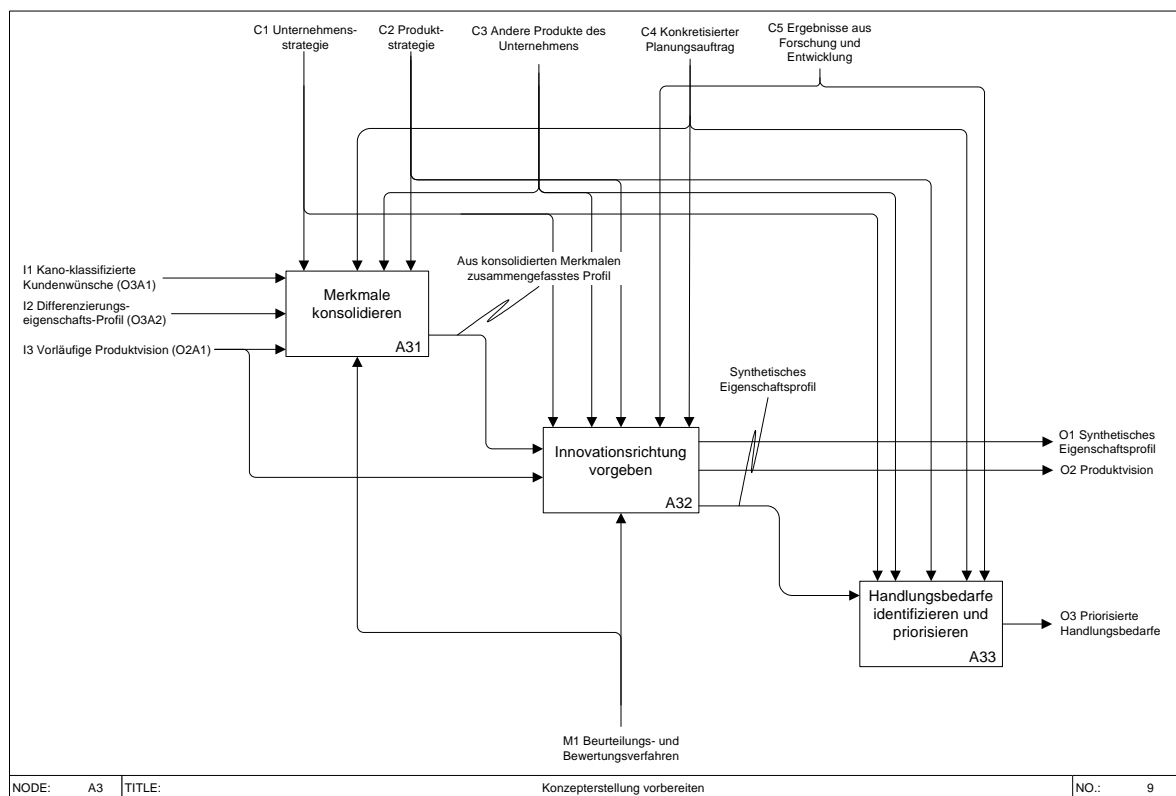 C1 Unternehmens-
strategie
C2 Produkt-
strategie
C3 Andere Produkte des
Unternehmens
C4 Konkretisierter
Planungsauftrag
C5 Ergebnisse aus
Forschung und
Entwicklung
I1 Kano-klassifizierte
Kundenwünsche (O3A1)
I2 Differenzierungs-
eigenschafts-Profil (O3A2)
I3 Vorläufige Produktvision (O2A1)
Merkmale
konsolidieren
A31
Aus konsolidierten Merkmalen
zusammengefasstes Profil
Synthetisches
Eigenschaftsprofil
Innovationsrichtung
vorgeben
A32
O1 Synthetisches
Eigenschaftsprofil
O2 Produktvision
Handlungsbedarfe
identifizieren und
priorisieren
A33
O3 Priorisierte
Handlungsbedarfe
M1 Beurteilungs- und
Bewertungsverfahren
NODE: A3 TITLE: Konzepterstellung vorbereiten NO.: 9